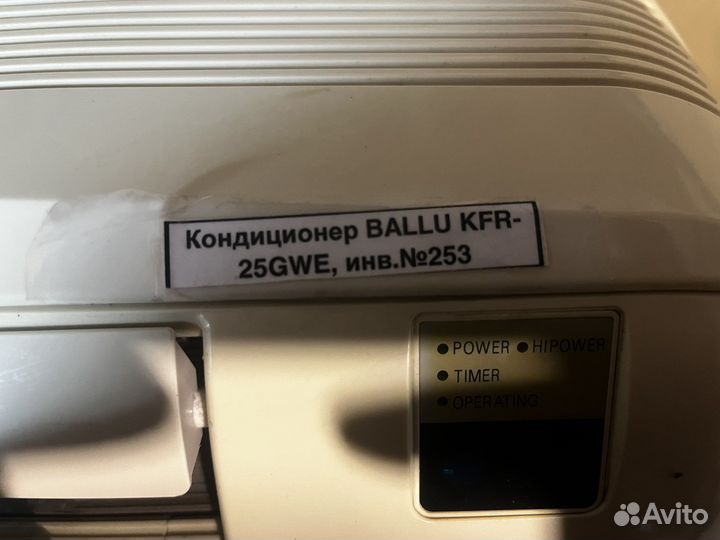 Кондиционер BALLU KFR-
25GWE, инв.№253
POWER HIPOWER
TIMER
OPERATING
Avito